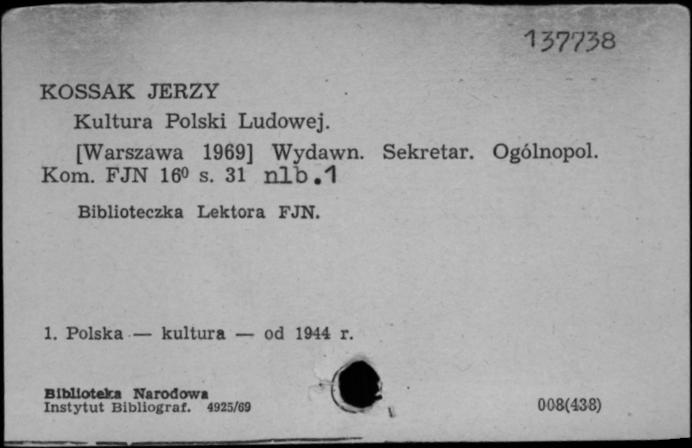 137738
KOSSAK JERZY
Kultura Polski Ludowej.
[Warszawa 1969] Wydawn. Sekretar. Ogólnopol.
Kom. FJN 16⁰ s. 31 nlb.1
Biblioteczka Lektora FJN.
1. Polska — kultura — od 1944 r.
Biblioteka Narodowa
Instytut Bibliograf. 4925/69
008(438)